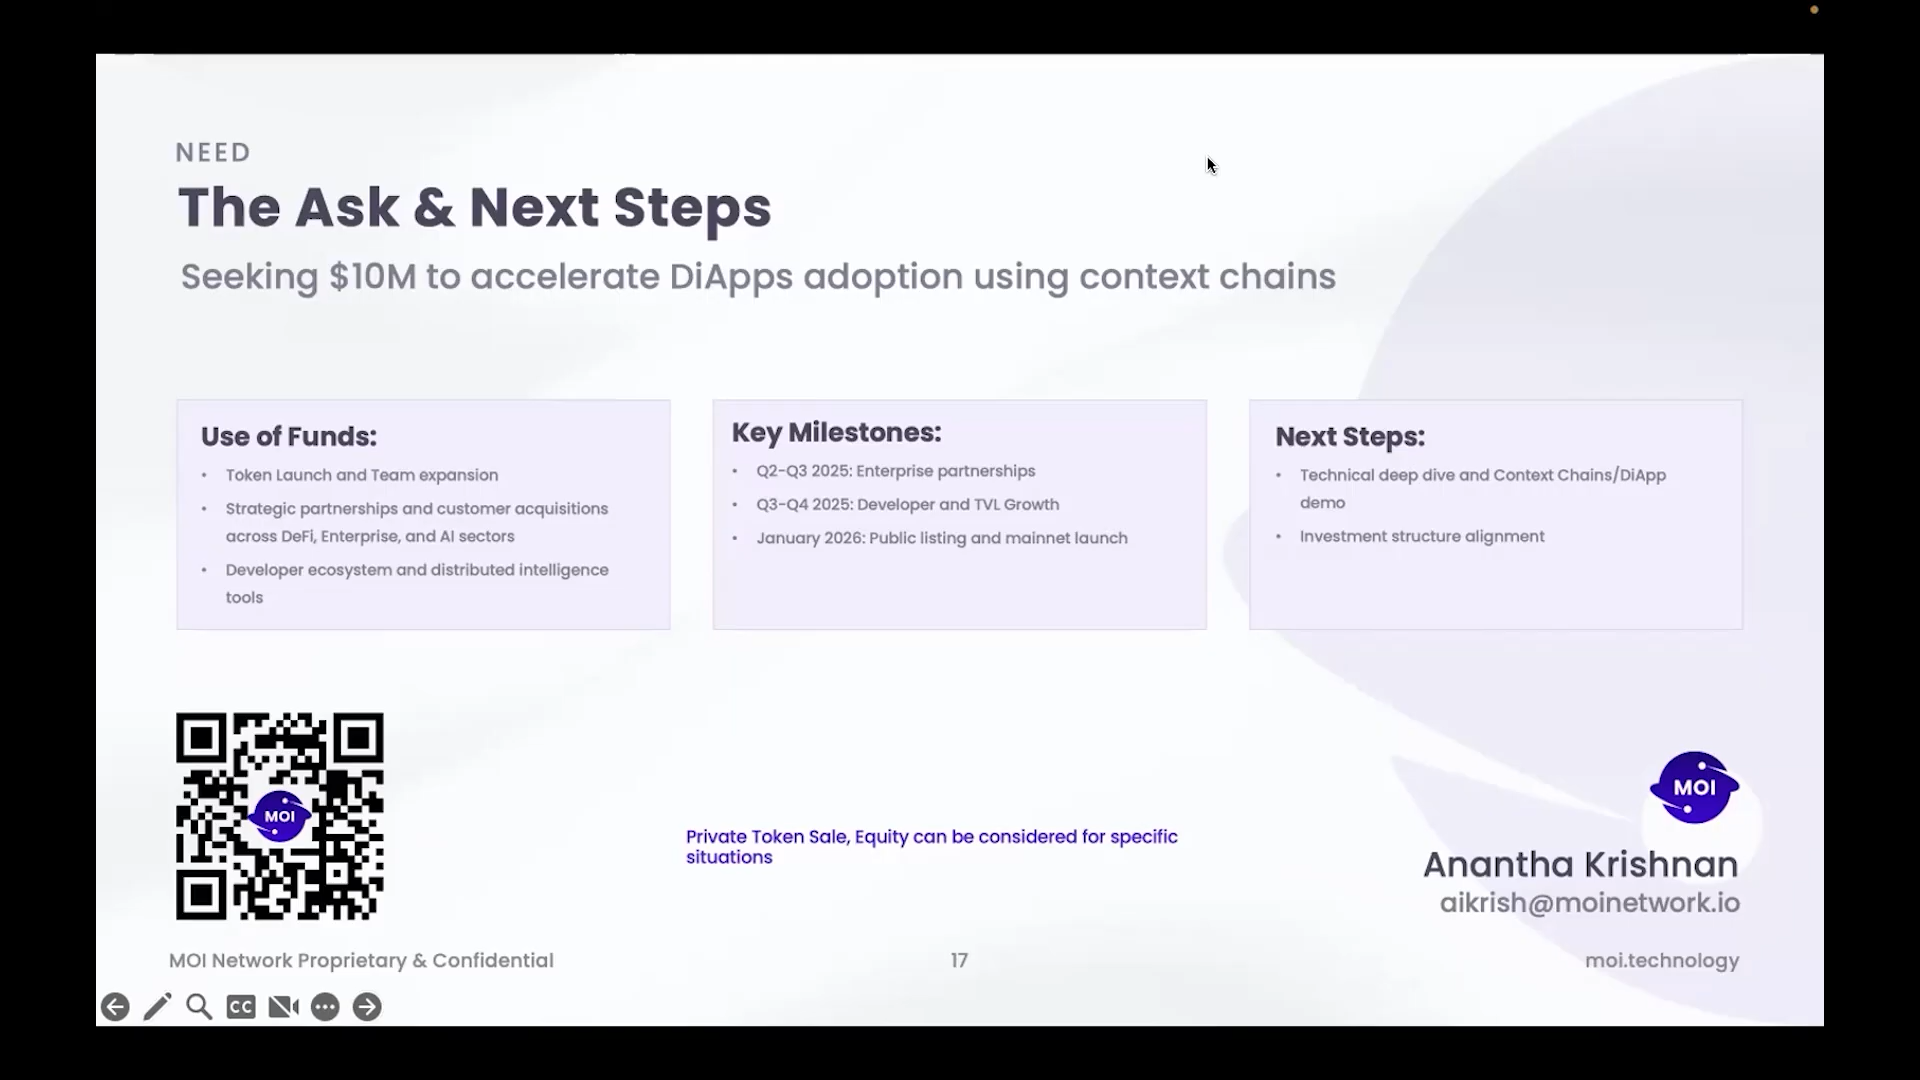 NEED
The Ask & Next Steps
Seeking $10M to accelerate DiApps adoption using context chains
Use of Funds:
• Token Launch and Team expansion
• Strategic partnerships and customer acquisitions
across DeFi, Enterprise, and AI sectors
• Developer ecosystem and distributed intelligence
tools
Key Milestones:
• Q2-Q3 2025: Enterprise partnerships
• Q3-Q4 2025: Developer and TVL Growth
• January 2026: Public listing and mainnet launch
Next Steps:
• Technical deep dive and Context Chains/DiApp
demo
• Investment structure alignment
MOI
Private Token Sale, Equity can be considered for specific
situations
MOI
Anantha Krishnan
aikrish@moinetwork.io
MOI Network Proprietary & Confidential
17
moi.technology
CC